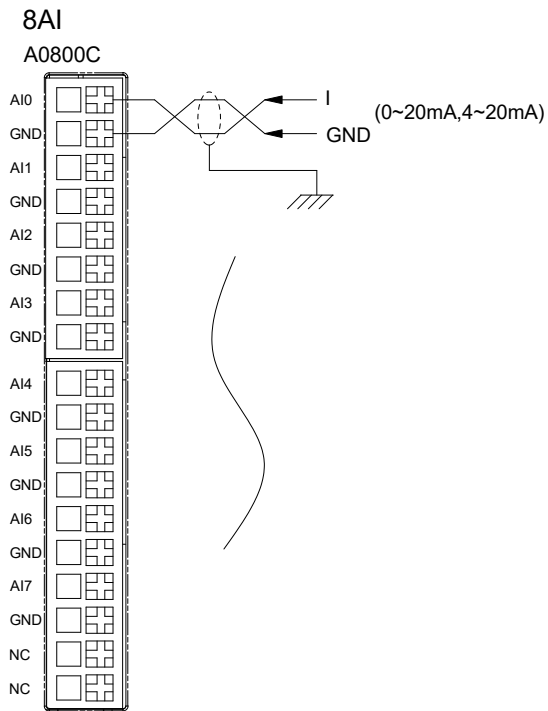 8AI
A0800C
AI0
I
(0~20mA,4~20mA)
GND
GND
AI1
GND
AI2
GND
AI3
GND
AI4
GND
AI5
GND
AI6
GND
AI7
GND
NC
NC